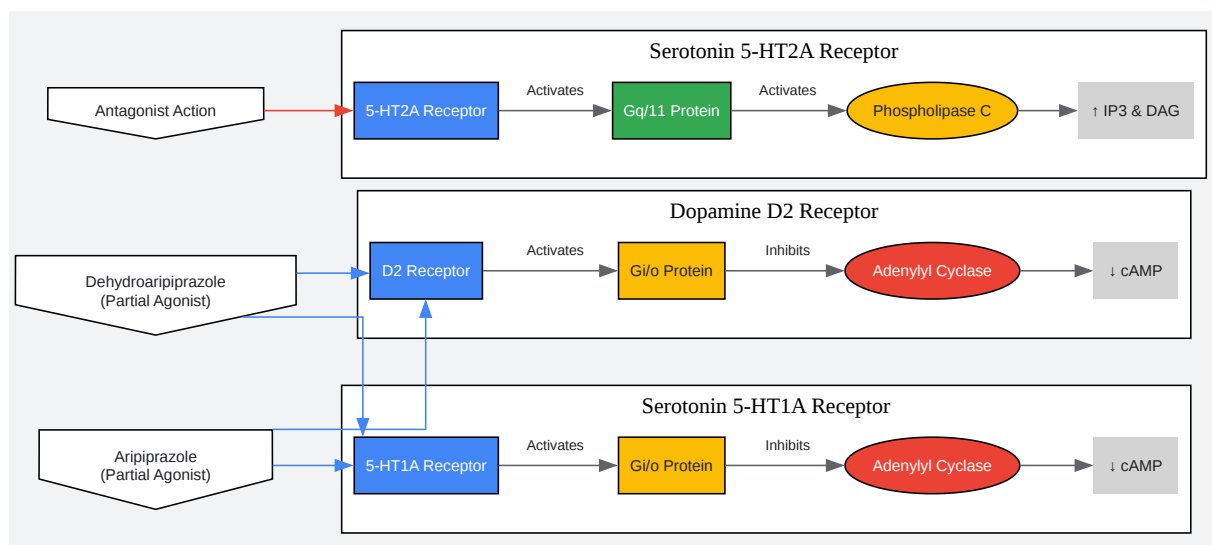 Serotonin 5-HT2A Receptor
Antagonist Action
5-HT2A Receptor
Activates
Gq/11 Protein
Activates
Phospholipase C
↑ IP3 & DAG
Dopamine D2 Receptor
Dehydroaripiprazole
(Partial Agonist)
D2 Receptor
Activates
Gi/o Protein
Inhibits
Adenylyl Cyclase
↓ cAMP
Serotonin 5-HT1A Receptor
Aripiprazole
(Partial Agonist)
5-HT1A Receptor
Activates
Gi/o Protein
Inhibits
Adenylyl Cyclase
↓ cAMP